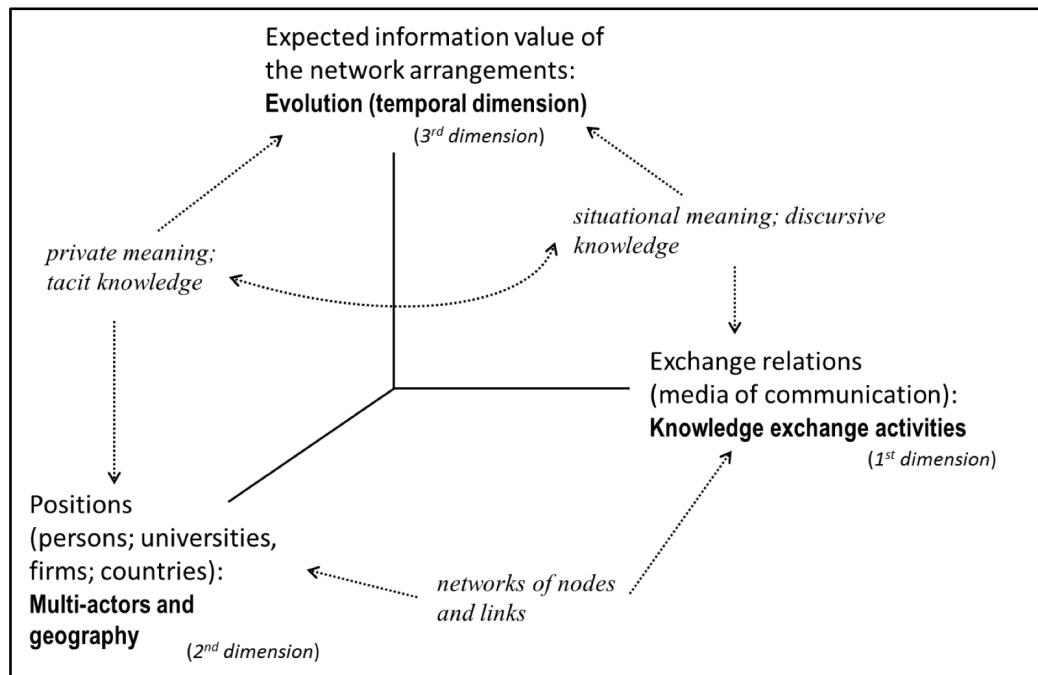 Expected information value of
the network arrangements:
Evolution (temporal dimension)
(3rd dimension)
situational meaning; discursive
knowledge
private meaning;
tacit knowledge
Exchange relations
(media of communication):
Knowledge exchange activities
(1st dimension)
Positions
(persons; universities,
firms; countries):
Multi-actors and
geography
(2nd dimension)
networks of nodes
and links